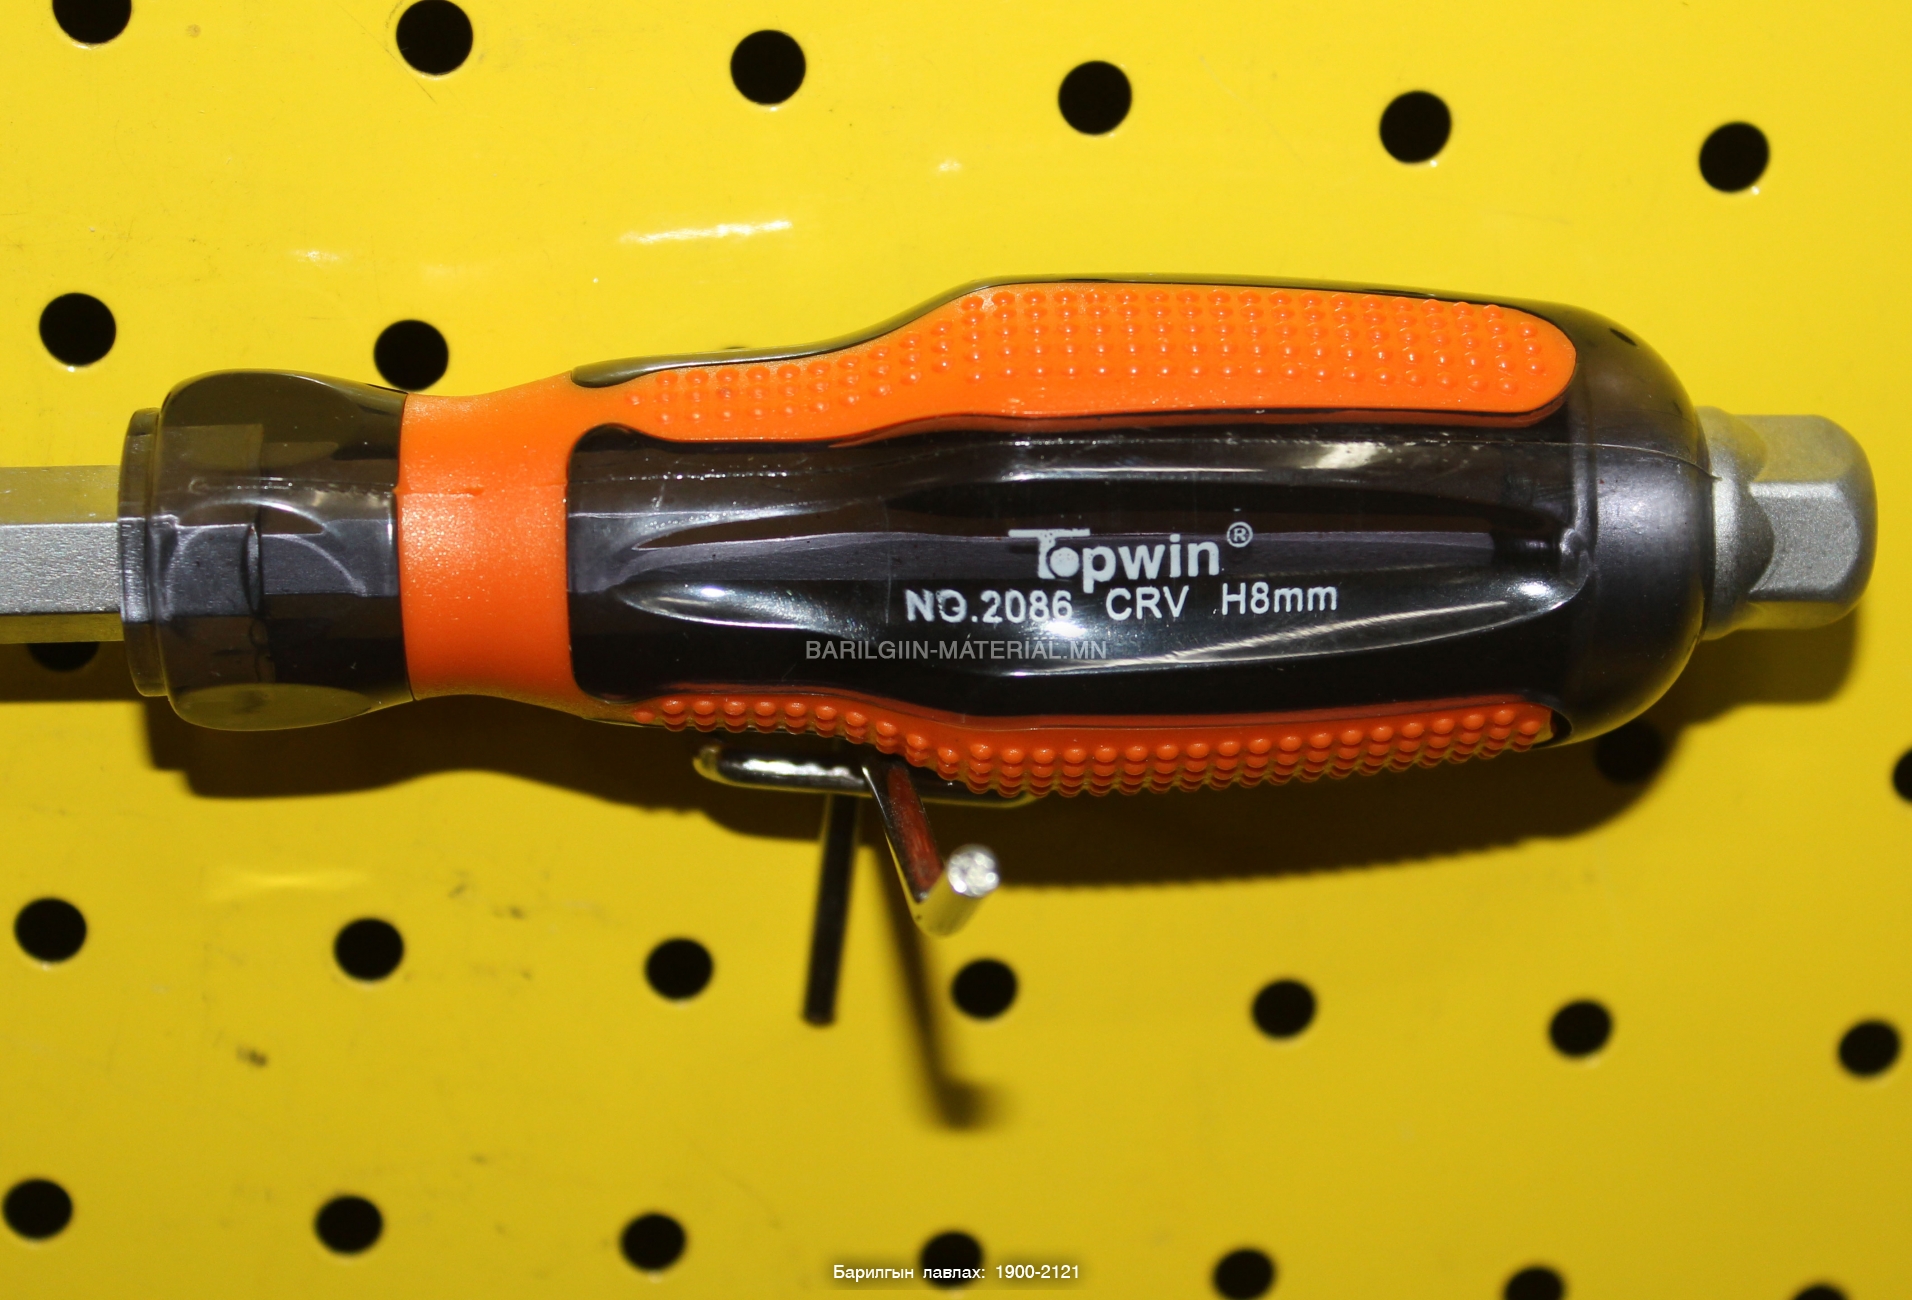 Topwin®
NO.2086 CRV H8mm
BARILGIIN-MATERIAL.MN
Барилгын лавлах: 1900-2121